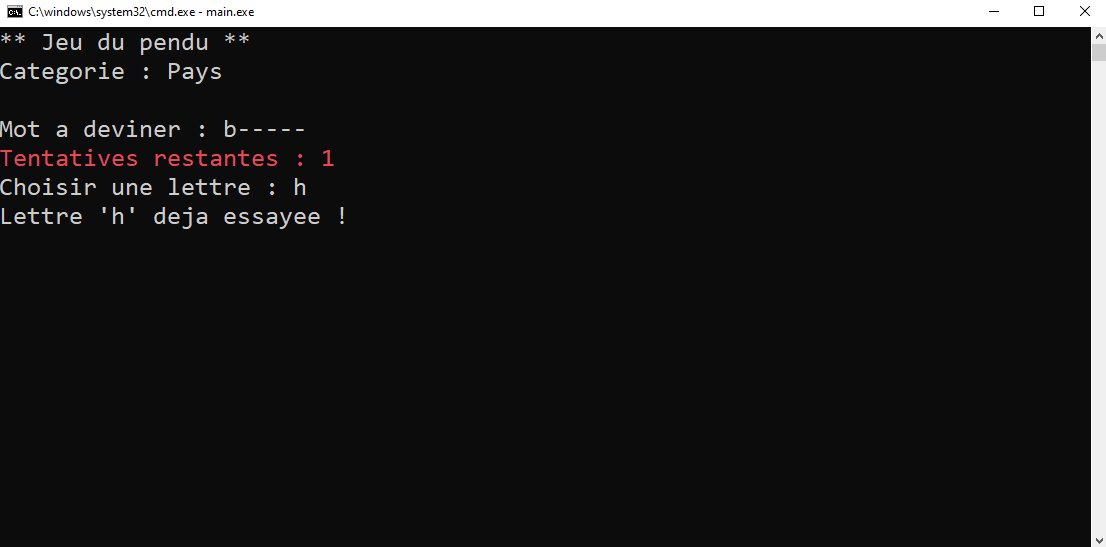 C:\windows\system32\cmd.exe - main.exe
** Jeu du pendu **
Categorie : Pays
Mot a deviner : b-----
Tentatives restantes : 1
Choisir une lettre : h
Lettre 'h' deja essayee !